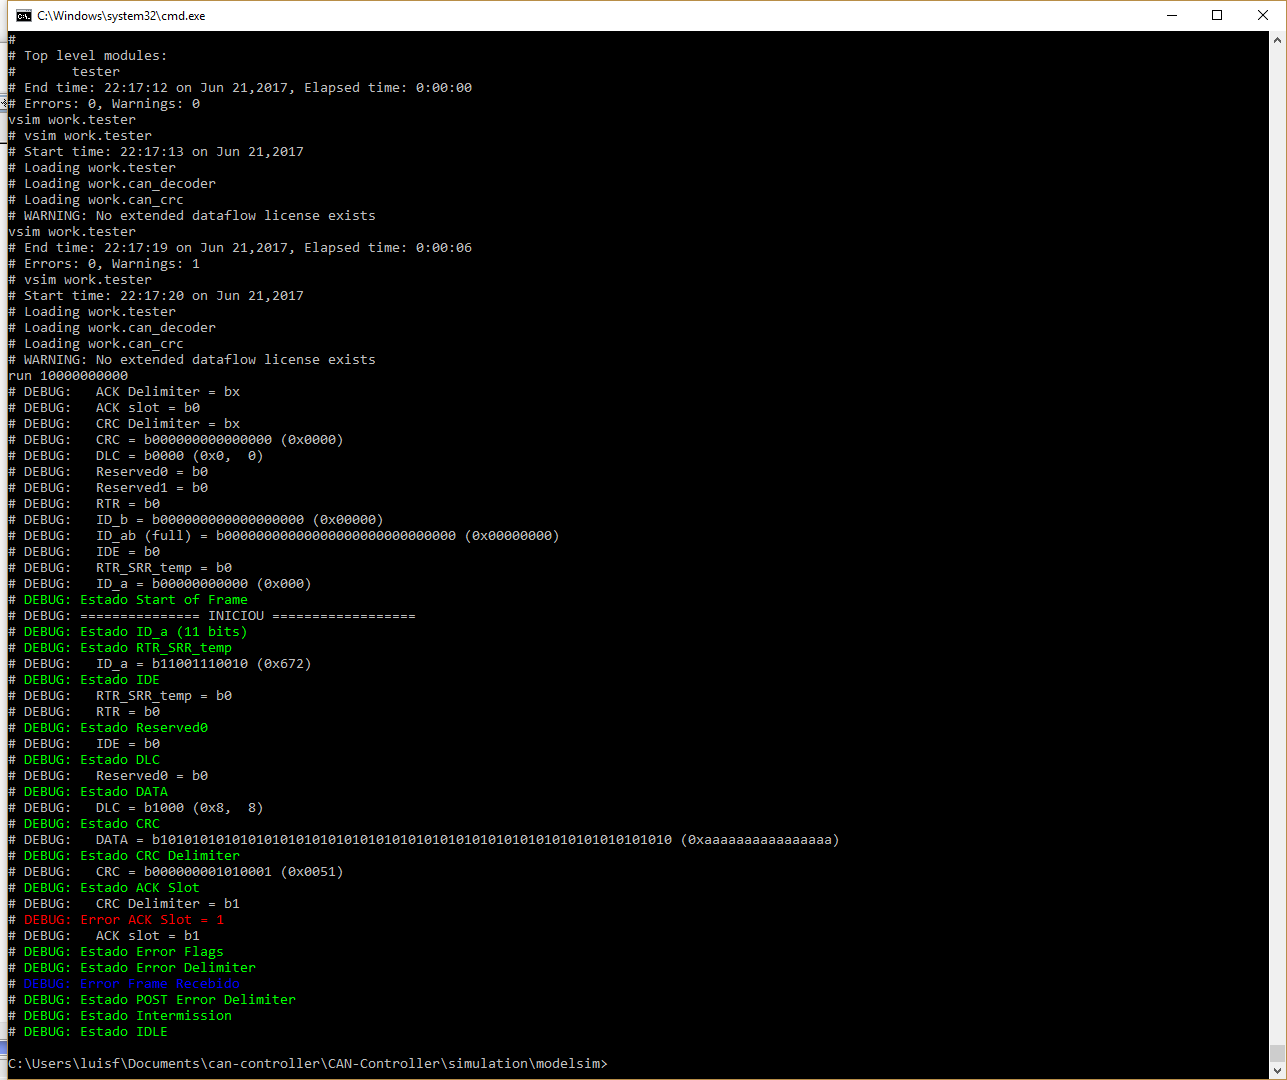 C:\Windows\system32\cmd.exe
#
# Top level modules:
#       tester
# End time: 22:17:12 on Jun 21,2017, Elapsed time: 0:00:00
# Errors: 0, Warnings: 0
vsim work.tester
# vsim work.tester
# Start time: 22:17:13 on Jun 21,2017
# Loading work.tester
# Loading work.can_decoder
# Loading work.can_crc
# WARNING: No extended dataflow license exists
vsim work.tester
# End time: 22:17:19 on Jun 21,2017, Elapsed time: 0:00:06
# Errors: 0, Warnings: 1
# vsim work.tester
# Start time: 22:17:20 on Jun 21,2017
# Loading work.tester
# Loading work.can_decoder
# Loading work.can_crc
# WARNING: No extended dataflow license exists
run 10000000000
# DEBUG:   ACK Delimiter = bx
# DEBUG:   ACK slot = b0
# DEBUG:   CRC Delimiter = bx
# DEBUG:   CRC = b000000000000000 (0x0000)
# DEBUG:   DLC = b0000 (0x0,  0)
# DEBUG:   Reserved0 = b0
# DEBUG:   Reserved1 = b0
# DEBUG:   RTR = b0
# DEBUG:   ID_b = b000000000000000000 (0x00000)
# DEBUG:   ID_ab (full) = b00000000000000000000000000000 (0x00000000)
# DEBUG:   IDE = b0
# DEBUG:   RTR_SRR_temp = b0
# DEBUG:   ID_a = b00000000000 (0x000)
# DEBUG: Estado Start of Frame
# DEBUG: =============== INICIOU ==================
# DEBUG: Estado ID_a (11 bits)
# DEBUG: Estado RTR_SRR_temp
# DEBUG:   ID_a = b11001110010 (0x672)
# DEBUG: Estado IDE
# DEBUG:   RTR_SRR_temp = b0
# DEBUG:   RTR = b0
# DEBUG: Estado Reserved0
# DEBUG:   IDE = b0
# DEBUG: Estado DLC
# DEBUG:   Reserved0 = b0
# DEBUG: Estado DATA
# DEBUG:   DLC = b1000 (0x8,  8)
# DEBUG: Estado CRC
# DEBUG:   DATA = b1010101010101010101010101010101010101010101010101010101010101010 (0xaaaaaaaaaaaaaaaa)
# DEBUG: Estado CRC Delimiter
# DEBUG:   CRC = b000000001010001 (0x0051)
# DEBUG: Estado ACK Slot
# DEBUG:   CRC Delimiter = b1
# DEBUG: Error ACK Slot = 1
# DEBUG:   ACK slot = b1
# DEBUG: Estado Error Flags
# DEBUG: Estado Error Delimiter
# DEBUG: Error Frame Recebido
# DEBUG: Estado POST Error Delimiter
# DEBUG: Estado Intermission
# DEBUG: Estado IDLE
C:\Users\luisf\Documents\can-controller\CAN-Controller\simulation\modelsim>